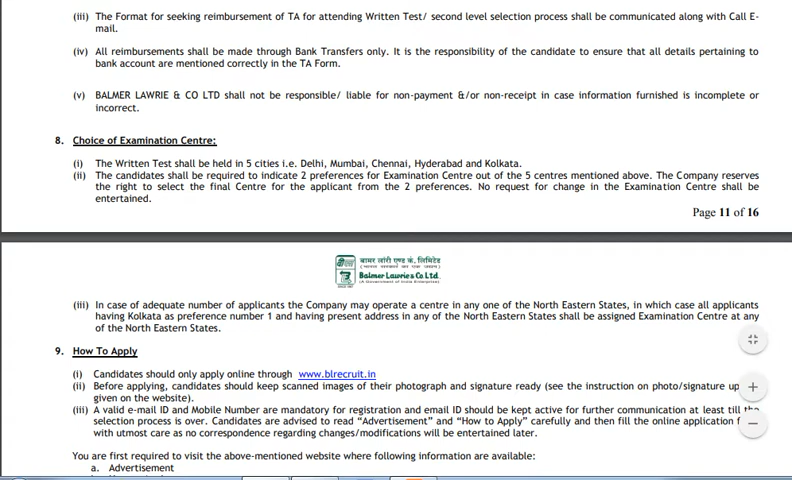 (iii) The Format for seeking reimbursement of TA for attending Written Test/ second level selection process shall be communicated along with Call E-
mail.
(iv) All reimbursements shall be made through Bank Transfers only. It is the responsibility of the candidate to ensure that all details pertaining to
bank account are mentioned correctly in the TA Form.
(v) BALMER LAWRIE & CO LTD shall not be responsible/ liable for non-payment &/or non-receipt in case information furnished is incomplete or
incorrect.
8. Choice of Examination Centre:
(i) The Written Test shall be held in 5 cities i.e. Delhi, Mumbai, Chennai, Hyderabad and Kolkata.
(ii) The candidates shall be required to indicate 2 preferences for Examination Centre out of the 5 centres mentioned above. The Company reserves
the right to select the final Centre for the applicant from the 2 preferences. No request for change in the Examination Centre shall be
entertained.
Page 11 of 16
बामर लॉरी एण्ड कं. लिमिटेड
(भारत सरकार का एक उद्यम)
Balmer Lawrie & Co Ltd.
(A Government of India Enterprise)
(iii) In case of adequate number of applicants the Company may operate a centre in any one of the North Eastern States, in which case all applicants
having Kolkata as preference number 1 and having present address in any of the North Eastern States shall be assigned Examination Centre at any
of the North Eastern States.
9. How To Apply
(i) Candidates should only apply online through www.blrecruit.in
(ii) Before applying, candidates should keep scanned images of their photograph and signature ready (see the instruction on photo/signature up
given on the website).
(iii) A valid e-mail ID and Mobile Number are mandatory for registration and email ID should be kept active for further communication at least till the
selection process is over. Candidates are advised to read “Advertisement” and “How to Apply” carefully and then fill the online application f
with utmost care as no correspondence regarding changes/modifications will be entertained later.
You are first required to visit the above-mentioned website where following information are available:
a. Advertisement